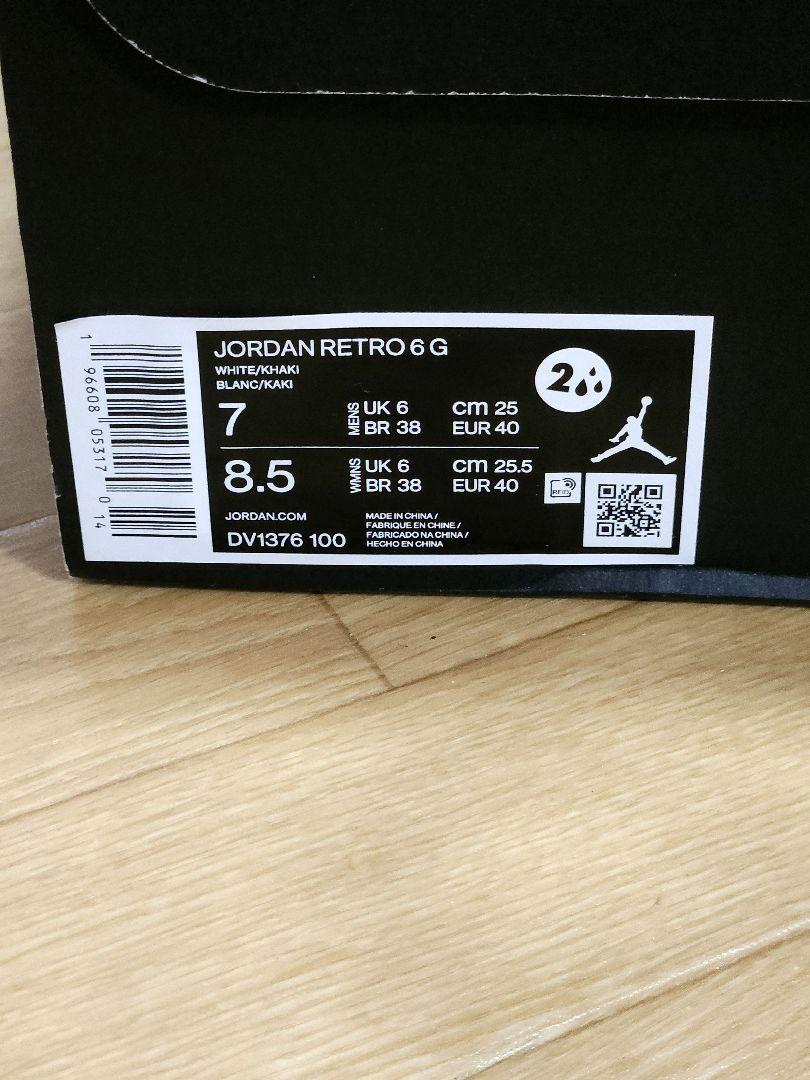 JORDAN RETRO 6 G
WHITE/KHAKI
BLANC/KAKI
7 MENS UK 6 cm 25
BR 38 EUR 40
8.5 WMNS UK 6 cm 25.5
BR 38 EUR 40
JORDAN.COM
DV1376 100
MADE IN CHINA /
FABRIQUE EN CHINE /
FABRICADO NA CHINA /
HECHO EN CHINA
2
RFID
1 96608 05317 0 14